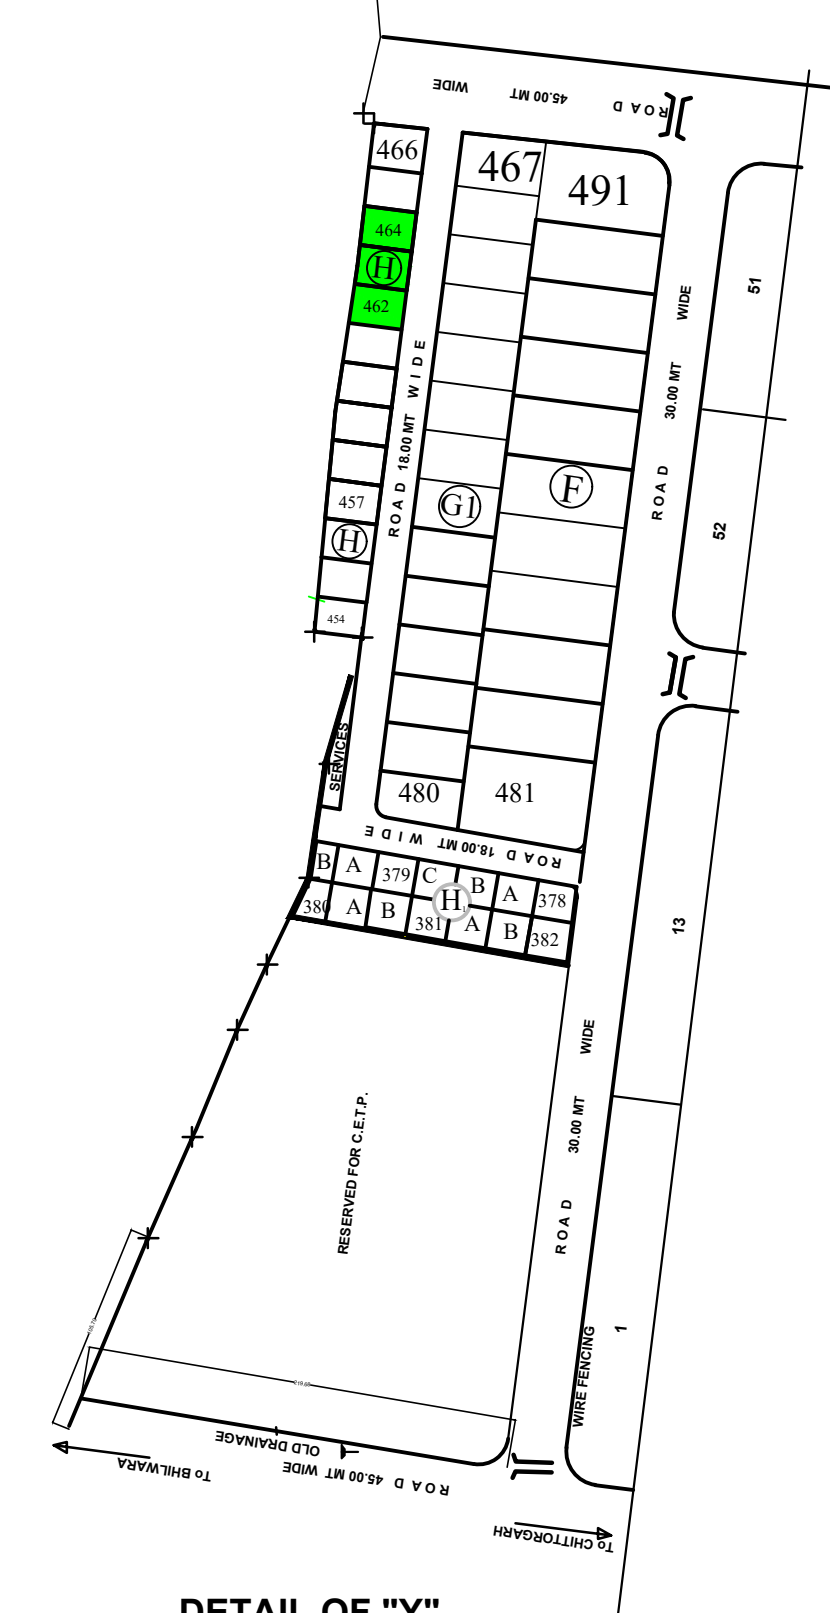 ROAD 45.00 MT WIDE
466
467
491
464
H
462
51
ROAD 30.00 MT WIDE
ROAD 18.00 MT WIDE
457
G1
F
H
52
454
SERVICES
480
481
ROAD 18.00 MT WIDE
B A 379 C B A 378
H1
380 A B 381 A B 382
13
ROAD 30.00 MT WIDE
RESERVED FOR C.E.T.P.
1
WIRE FENCING
OLD DRAINAGE
ROAD 45.00 MT WIDE
To BHILWARA
To CHITTORGARH
DETAIL OF "Y"